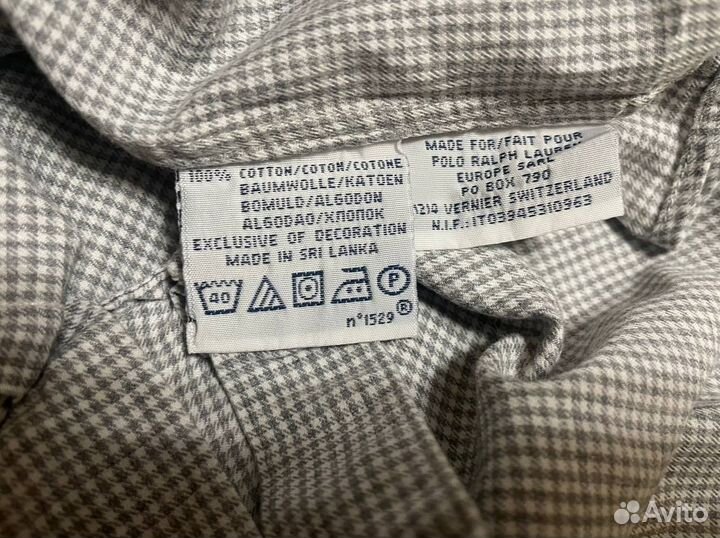 100% COTTON/COTON/COTONE
BAUMWOLLE/KATOEN
BOMULD/ALGODON
ALGODAO/ХЛОПОК
EXCLUSIVE OF DECORATION
MADE IN SRI LANKA
40 P
n°1529 ®
MADE FOR/FAIT POUR
POLO RALPH LAUREN
EUROPE SARL
PO BOX 790
1214 VERNIER SWITZERLAND
N.I.F.:IT03945310963
Avito